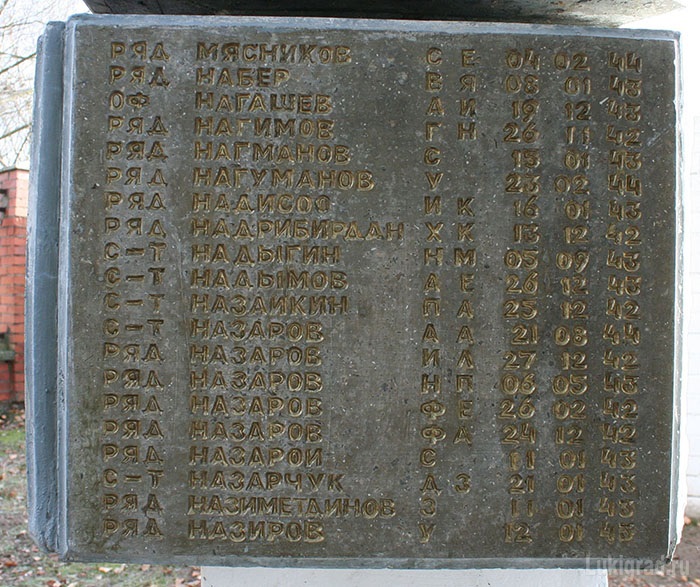 РЯД МЯСНИКОВ С Е 04 02 44
РЯД НАБЕР В Я 08 01 43
ОФ НАГАШЕВ А И 19 12 43
РЯД НАГИМОВ Г Н 26 11 42
РЯД НАГМАНОВ С 15 01 43
РЯД НАГУМАНОВ У 23 02 44
РЯД НАДИСОФ И К 16 01 43
РЯД НАДРИБИРДАН Х К 13 12 42
С-Т НАДЫГИН Н М 05 09 43
С-Т НАДЫМОВ А Е 26 12 43
С-Т НАЗАИКИН П А 25 12 42
С-Т НАЗАРОВ А А 21 08 44
РЯД НАЗАРОВ И Л 27 12 42
РЯД НАЗАРОВ Н П 06 05 43
РЯД НАЗАРОВ Ф Е 26 02 42
РЯД НАЗАРОВ Ф Д 24 12 42
РЯД НАЗАРОИ С 11 01 43
С-Т НАЗАРЧУК Д З 21 01 43
РЯД НАЗИМЕТДИНОВ З 11 01 43
РЯД НАЗИРОВ У 12 01 43
Lukigrad.ru